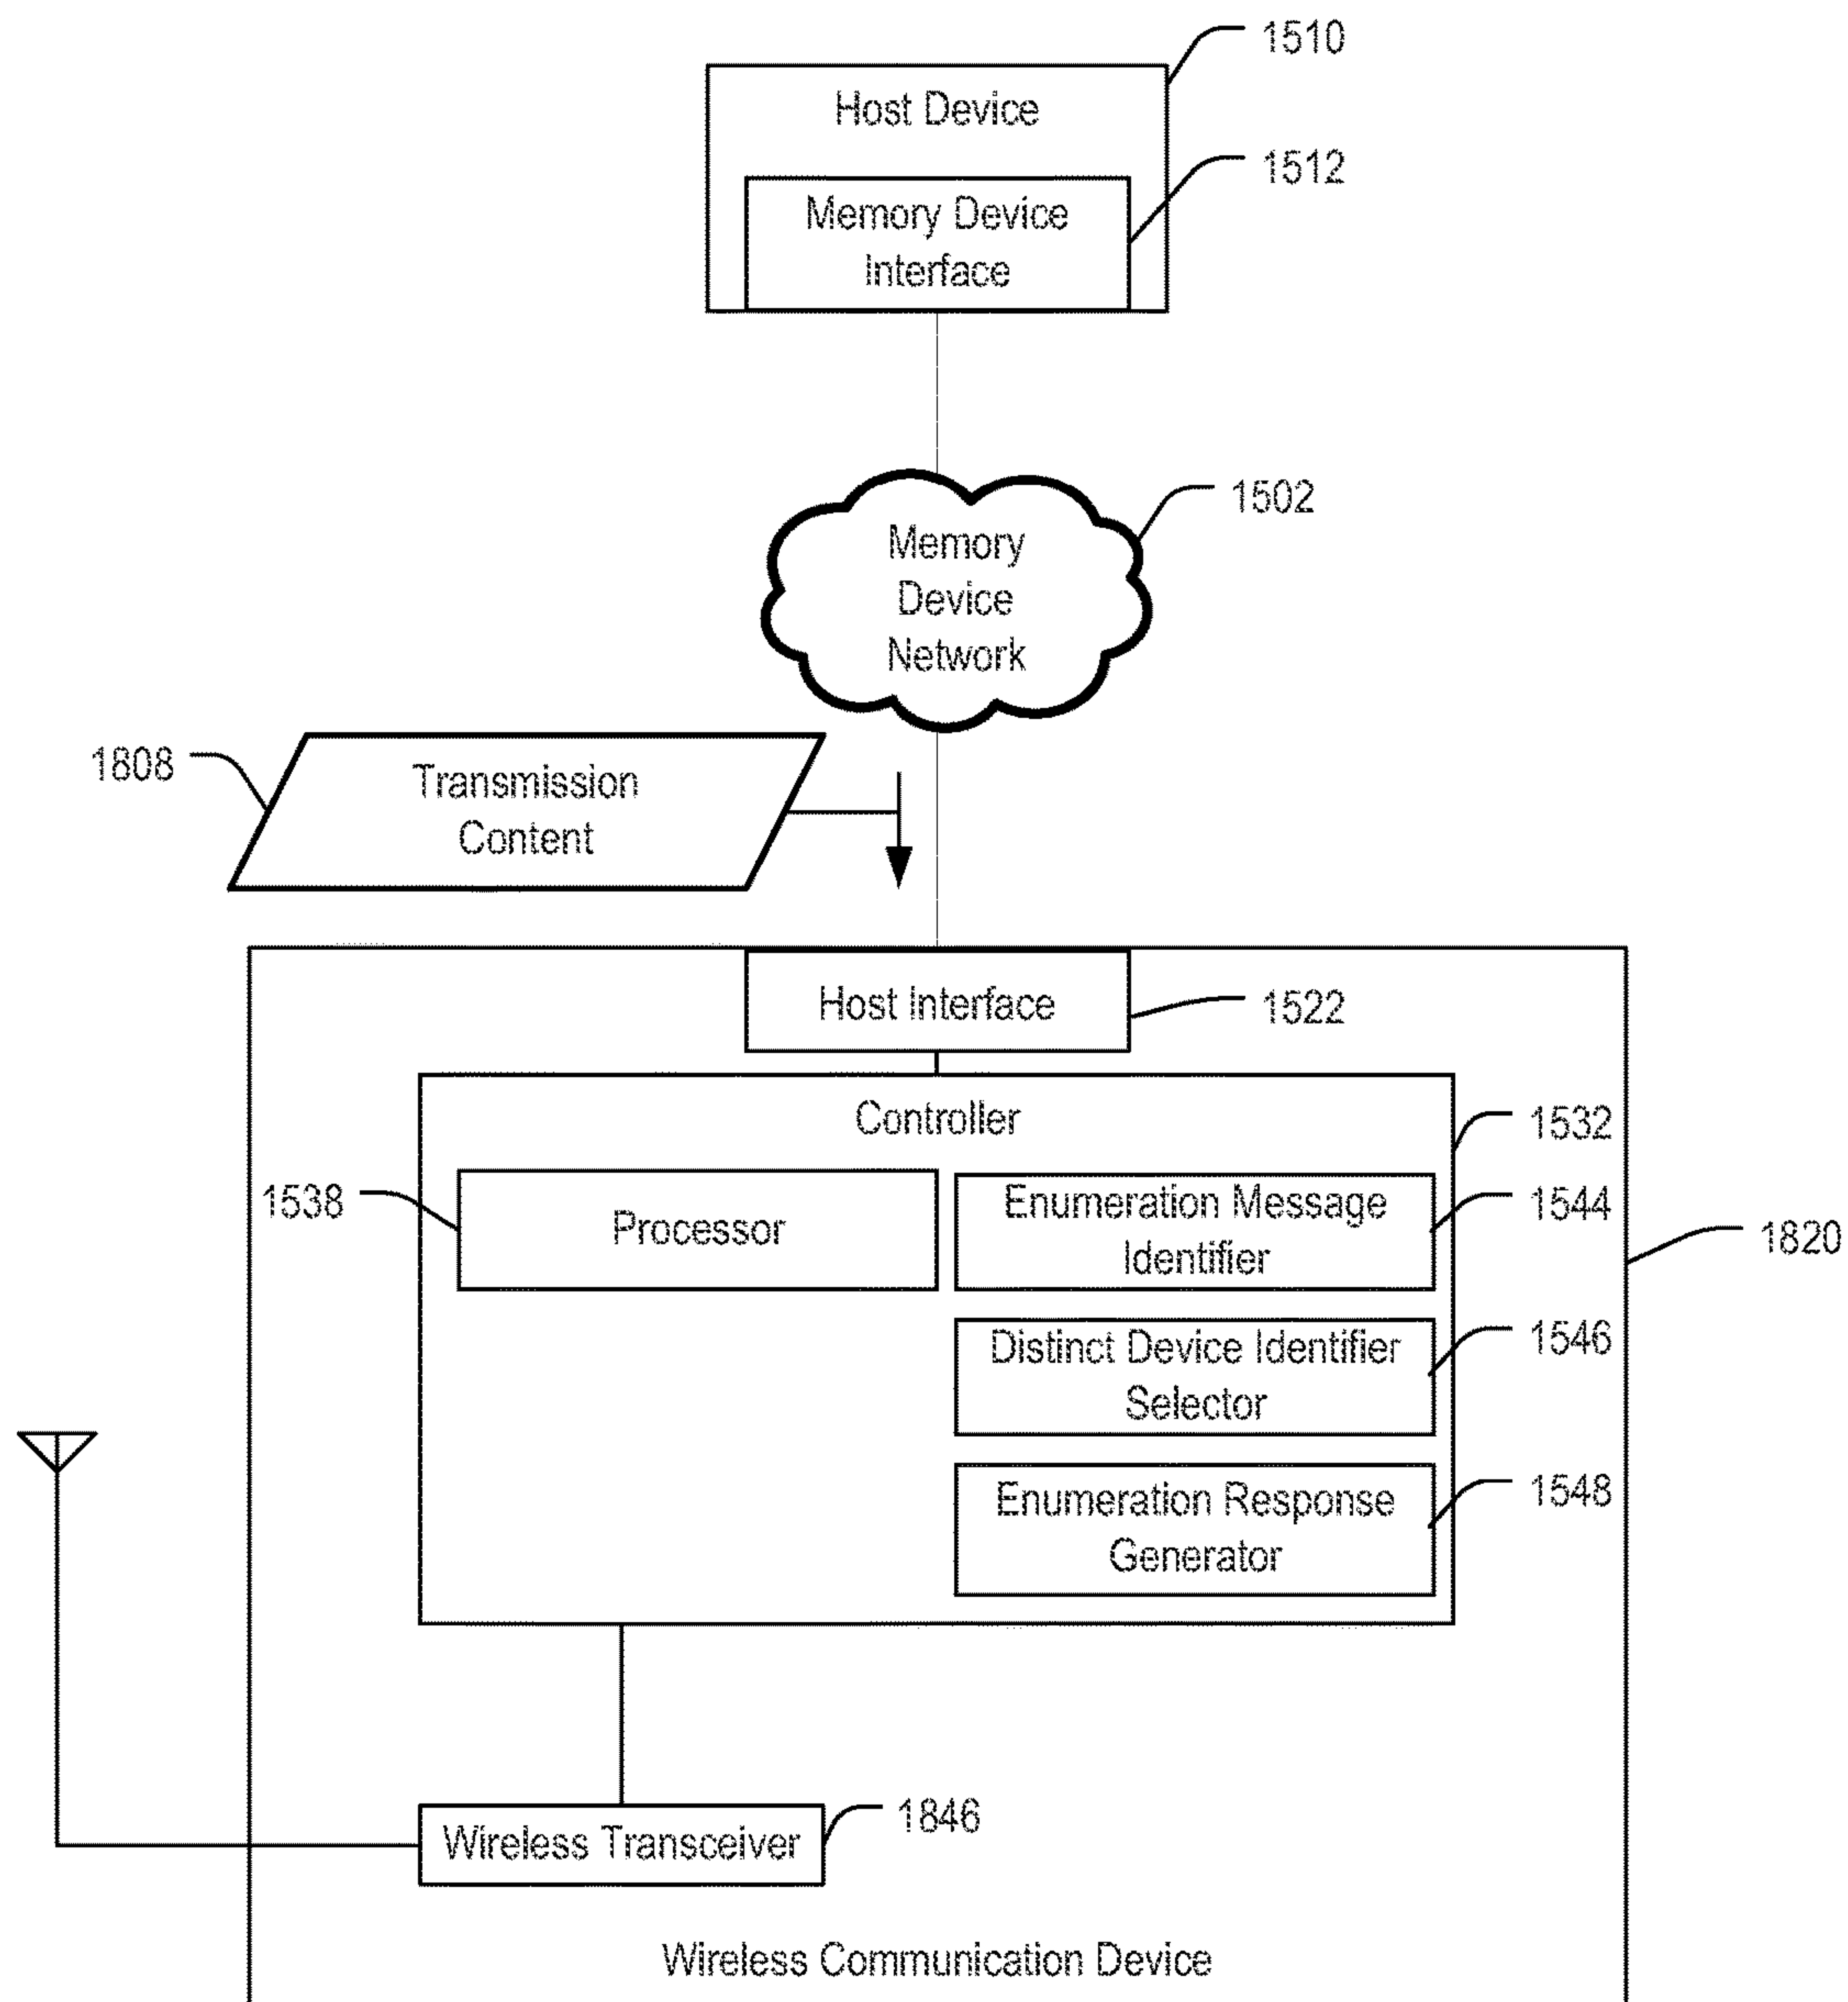 1510
Host Device
1512
Memory Device
Interface
1502
Memory
Device
Network
1808
Transmission
Content
Host Interface
1522
Controller
1532
1538
Processor
Enumeration Message
Identifier
1544
1820
Distinct Device Identifier
Selector
1546
Enumeration Response
Generator
1548
Wireless Transceiver
1846
Wireless Communication Device